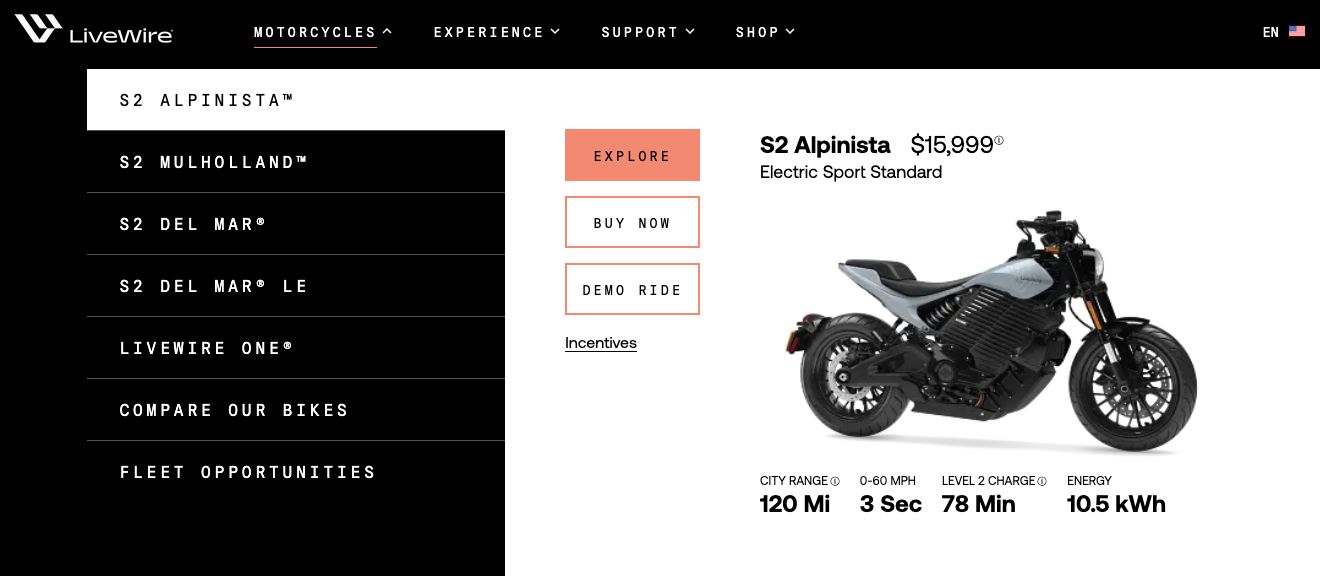 LiveWire
MOTORCYCLES EXPERIENCE SUPPORT SHOP EN
S2 ALPINISTA™
S2 MULHOLLAND™
S2 DEL MAR®
S2 DEL MAR® LE
LIVEWIRE ONE®
COMPARE OUR BIKES
FLEET OPPORTUNITIES
EXPLORE
BUY NOW
DEMO RIDE
Incentives
S2 Alpinista $15,999ⓘ
Electric Sport Standard
CITY RANGE ⓘ 0-60 MPH LEVEL 2 CHARGE ⓘ ENERGY
120 Mi 3 Sec 78 Min 10.5 kWh